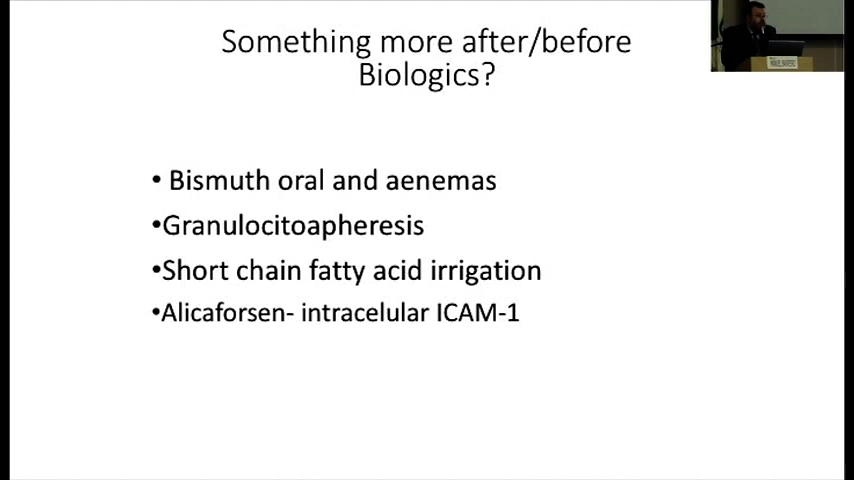 Something more after/before
Biologics?
• Bismuth oral and aenemas
•Granulocitoapheresis
•Short chain fatty acid irrigation
•Alicaforsen- intracelular ICAM-1